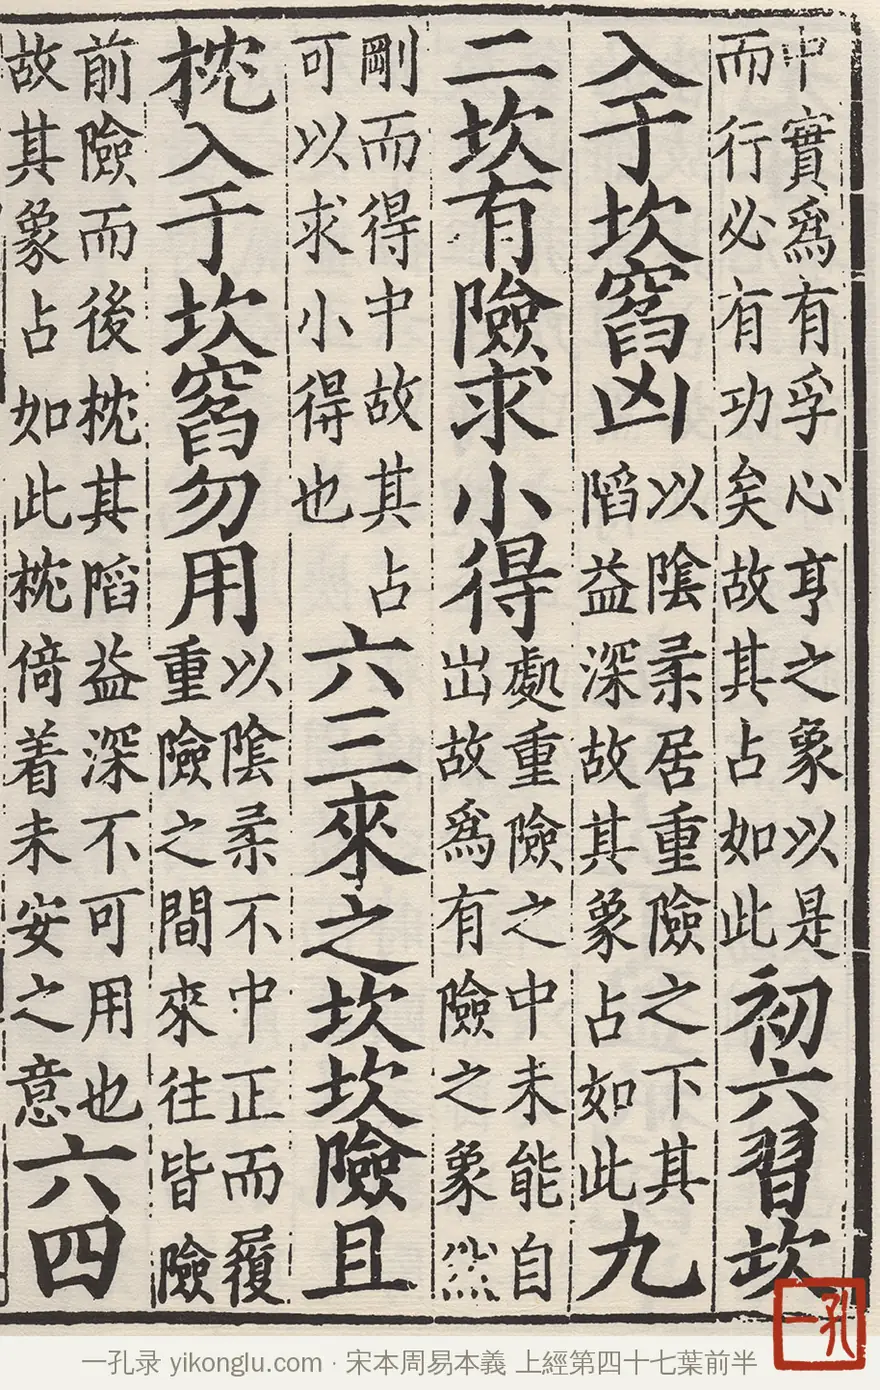 中實爲有孚心亨之象以是
而行必有功矣故其占如此
初六習坎
入于坎窞凶
以陰柔居重險之下其
陷益深故其象占如此
九
二坎有險求小得
處重險之中未能自
出故爲有險之象然
剛而得中故其占
可以求小得也
六三來之坎坎險且
枕入于坎窞勿用
以陰柔不中正而履
重險之間來往皆險
前險而後枕其陷益深不可用也
故其象占如此枕倚着未安之意
六四
一孔
一孔录 yikonglu.com · 宋本周易本義 上經第四十七葉前半